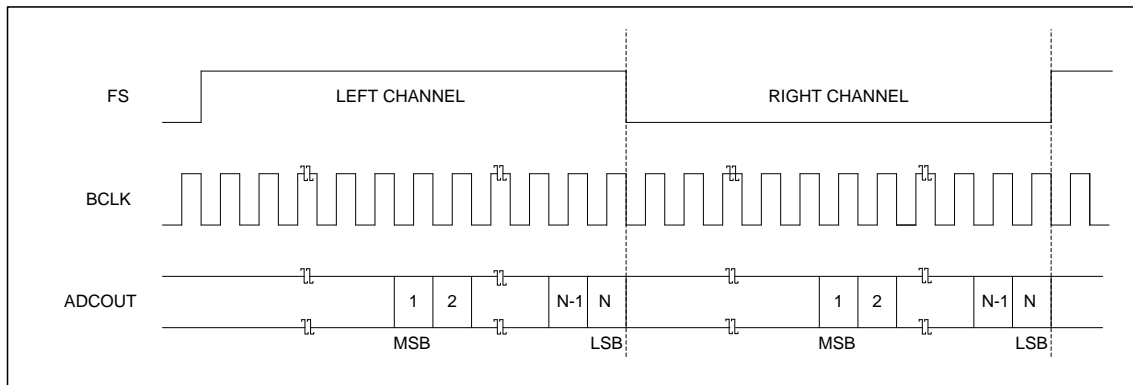 FS LEFT CHANNEL RIGHT CHANNEL
BCLK
ADCOUT 1 2 N-1 N 1 2 N-1 N
MSB LSB MSB LSB